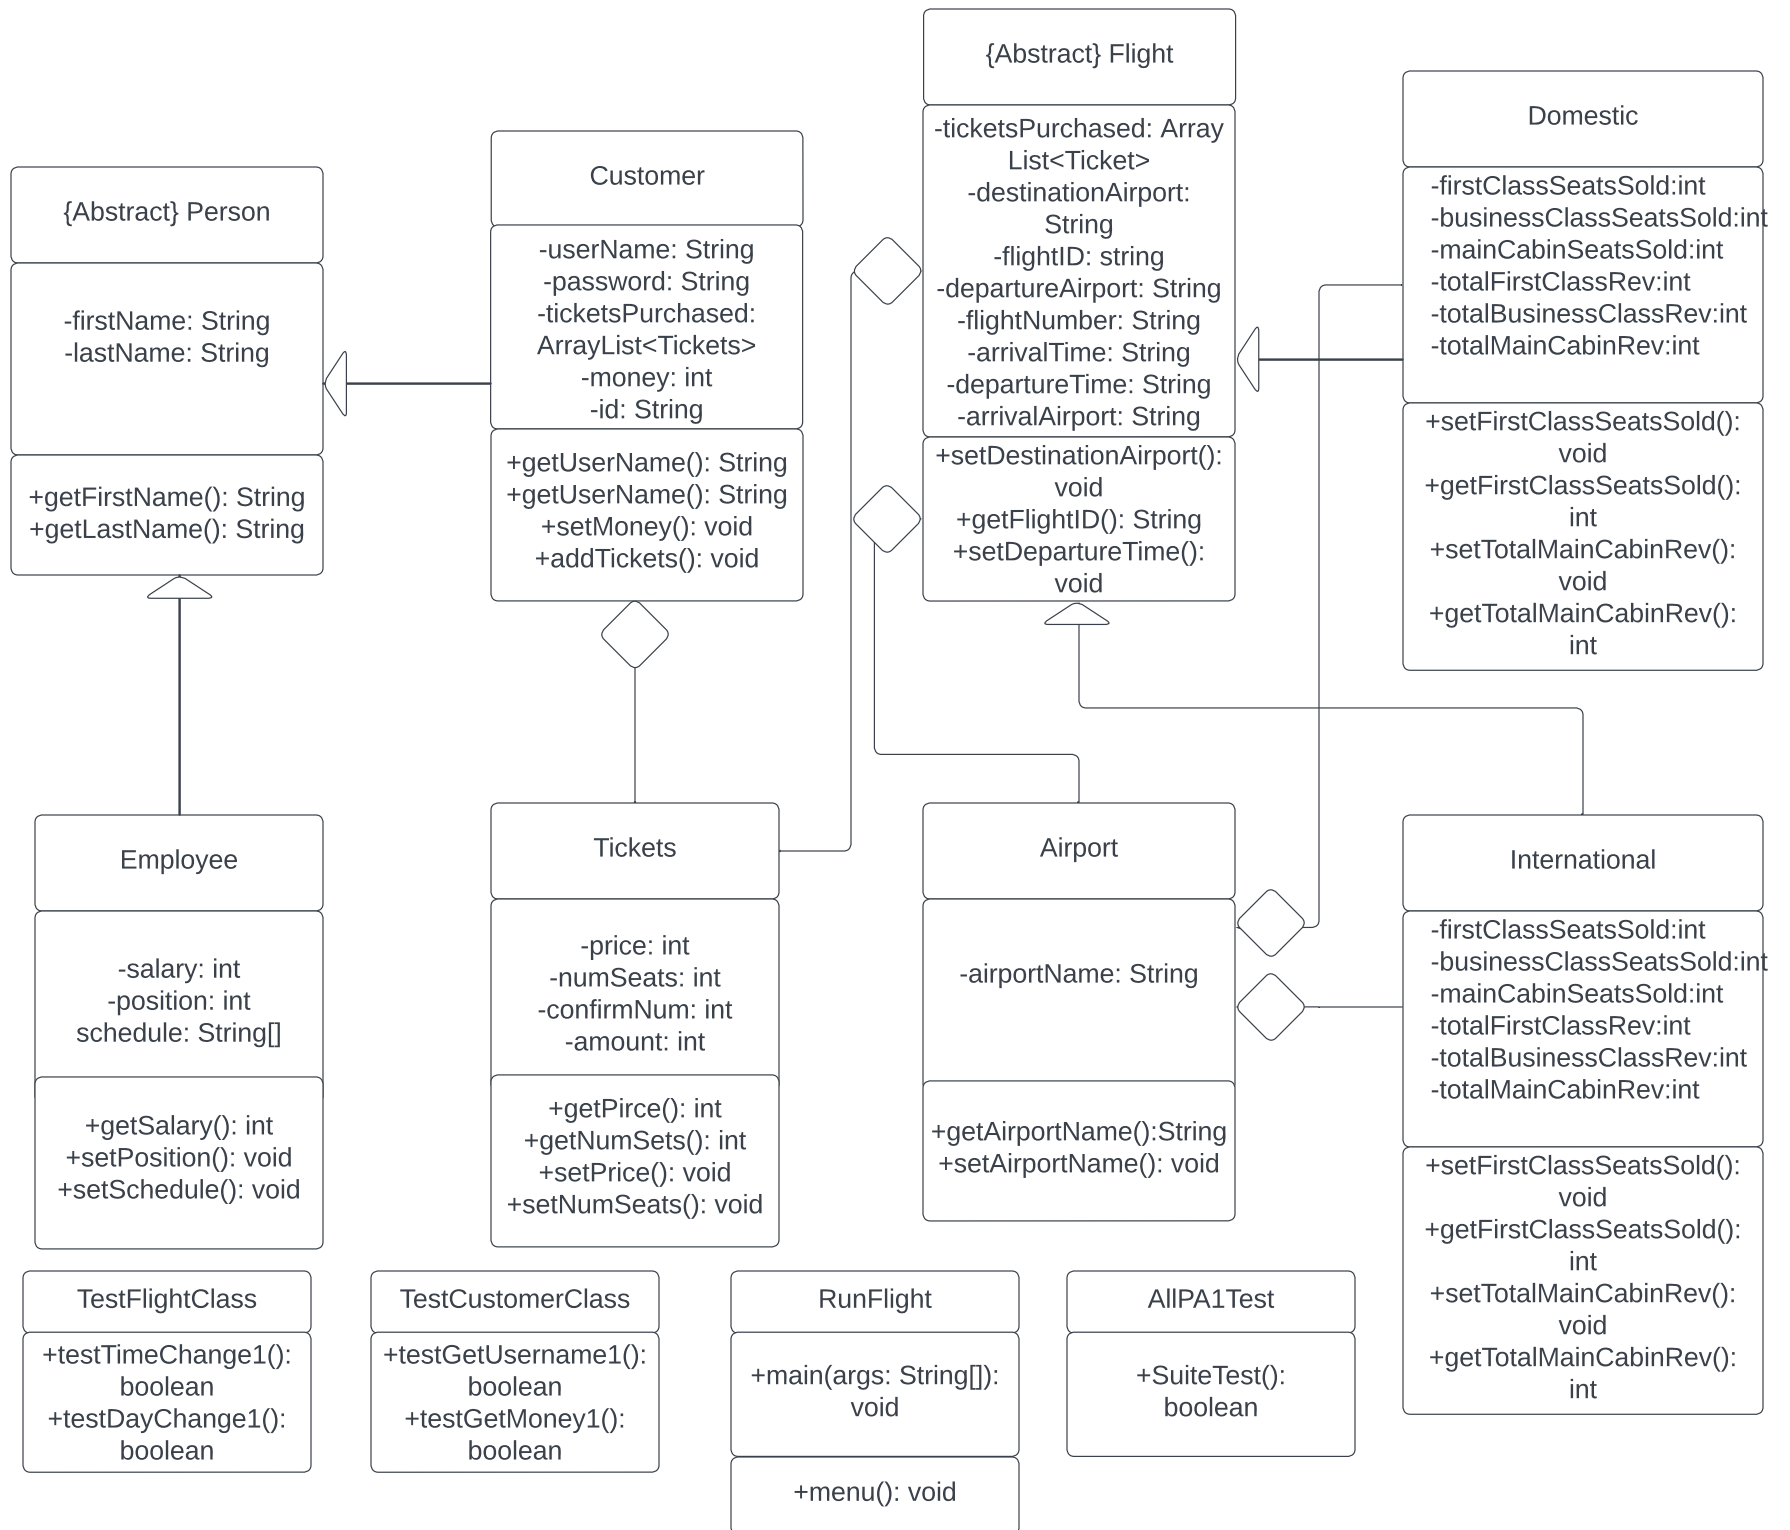 {Abstract} Person
-firstName: String
-lastName: String
+getFirstName(): String
+getLastName(): String
Customer
-userName: String
-password: String
-ticketsPurchased:
ArrayList<Tickets>
-money: int
-id: String
+getUserName(): String
+getUserName(): String
+setMoney(): void
+addTickets(): void
{Abstract} Flight
-ticketsPurchased: Array
List<Ticket>
-destinationAirport:
String
-flightID: string
-departureAirport: String
-flightNumber: String
-arrivalTime: String
-departureTime: String
-arrivalAirport: String
+setDestinationAirport():
void
+getFlightID(): String
+setDepartureTime():
void
Domestic
-firstClassSeatsSold:int
-businessClassSeatsSold:int
-mainCabinSeatsSold:int
-totalFirstClassRev:int
-totalBusinessClassRev:int
-totalMainCabinRev:int
+setFirstClassSeatsSold():
void
+getFirstClassSeatsSold():
int
+setTotalMainCabinRev():
void
+getTotalMainCabinRev():
int
Employee
-salary: int
-position: int
schedule: String[]
+getSalary(): int
+setPosition(): void
+setSchedule(): void
Tickets
-price: int
-numSeats: int
-confirmNum: int
-amount: int
+getPirce(): int
+getNumSets(): int
+setPrice(): void
+setNumSeats(): void
Airport
-airportName: String
+getAirportName():String
+setAirportName(): void
International
-firstClassSeatsSold:int
-businessClassSeatsSold:int
-mainCabinSeatsSold:int
-totalFirstClassRev:int
-totalBusinessClassRev:int
-totalMainCabinRev:int
+setFirstClassSeatsSold():
void
+getFirstClassSeatsSold():
int
+setTotalMainCabinRev():
void
+getTotalMainCabinRev():
int
TestFlightClass
+testTimeChange1():
boolean
+testDayChange1():
boolean
TestCustomerClass
+testGetUsername1():
boolean
+testGetMoney1():
boolean
RunFlight
+main(args: String[]):
void
+menu(): void
AllPA1Test
+SuiteTest():
boolean